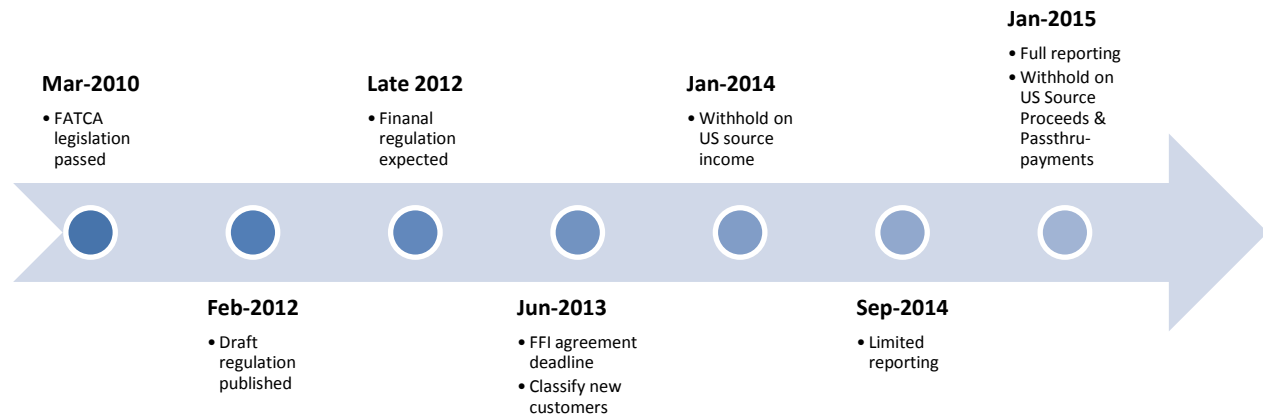 Mar-2010
• FATCA
legislation
passed
Feb-2012
• Draft
regulation
published
Late 2012
• Finanal
regulation
expected
Jun-2013
• FFI agreement
deadline
• Classify new
customers
Jan-2014
• Withhold on
US source
income
Sep-2014
• Limited
reporting
Jan-2015
• Full reporting
• Withhold on
US Source
Proceeds &
Passthru-
payments